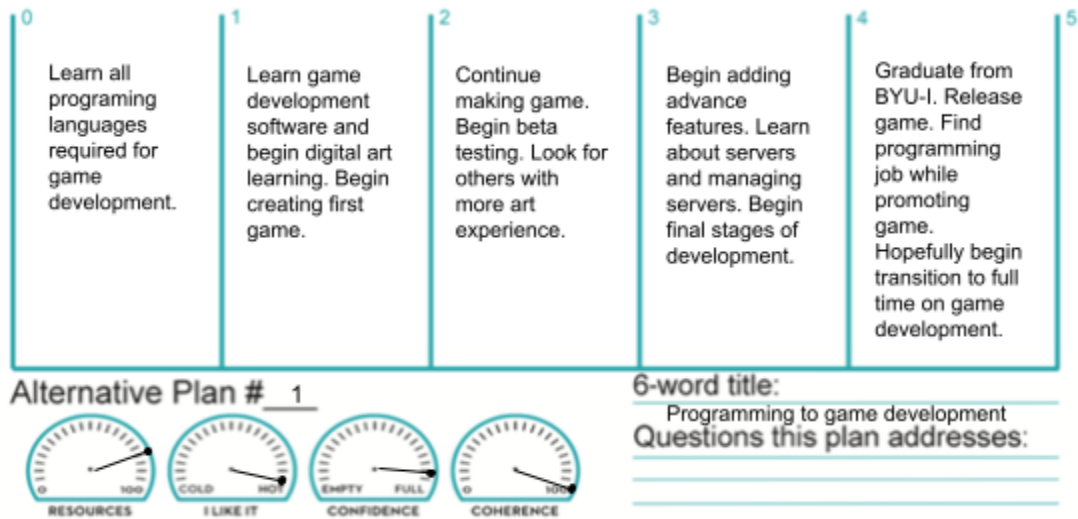 0 1 2 3 4 5
Learn all
programing
languages
required for
game
development.
Learn game
development
software and
begin digital art
learning. Begin
creating first
game.
Continue
making game.
Begin beta
testing. Look for
others with
more art
experience.
Begin adding
advance
features. Learn
about servers
and managing
servers. Begin
final stages of
development.
Graduate from
BYU-I. Release
game. Find
programming
job while
promoting
game.
Hopefully begin
transition to full
time on game
development.
Alternative Plan # 1
0 100
RESOURCES
COLD HOT
I LIKE IT
EMPTY FULL
CONFIDENCE
0 100
COHERENCE
6-word title:
Programming to game development
Questions this plan addresses: